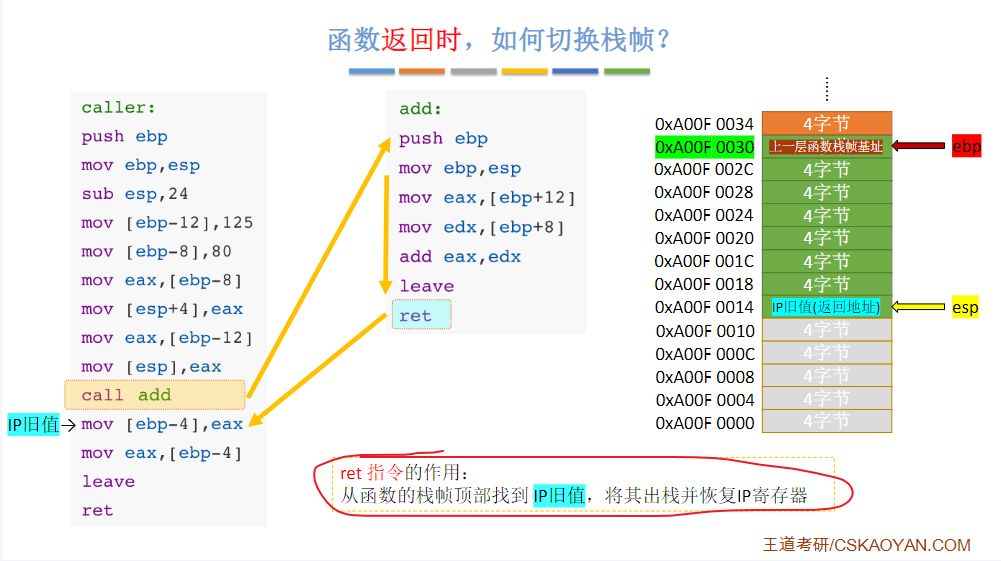 函数返回时，如何切换栈帧？
caller:
push ebp
mov ebp,esp
sub esp,24
mov [ebp-12],125
mov [ebp-8],80
mov eax,[ebp-8]
mov [esp+4],eax
mov eax,[ebp-12]
mov [esp],eax
call add
IP旧值→ mov [ebp-4],eax
mov eax,[ebp-4]
leave
ret
add:
push ebp
mov ebp,esp
mov eax,[ebp+12]
mov edx,[ebp+8]
add eax,edx
leave
ret
0xA00F 0034 4字节
0xA00F 0030 上一层函数栈帧基址 ebp
0xA00F 002C 4字节
0xA00F 0028 4字节
0xA00F 0024 4字节
0xA00F 0020 4字节
0xA00F 001C 4字节
0xA00F 0018 4字节
0xA00F 0014 IP旧值(返回地址) esp
0xA00F 0010 4字节
0xA00F 000C 4字节
0xA00F 0008 4字节
0xA00F 0004 4字节
0xA00F 0000 4字节
ret 指令的作用：
从函数的栈帧顶部找到 IP旧值，将其出栈并恢复IP寄存器
王道考研/CSKAOYAN.COM